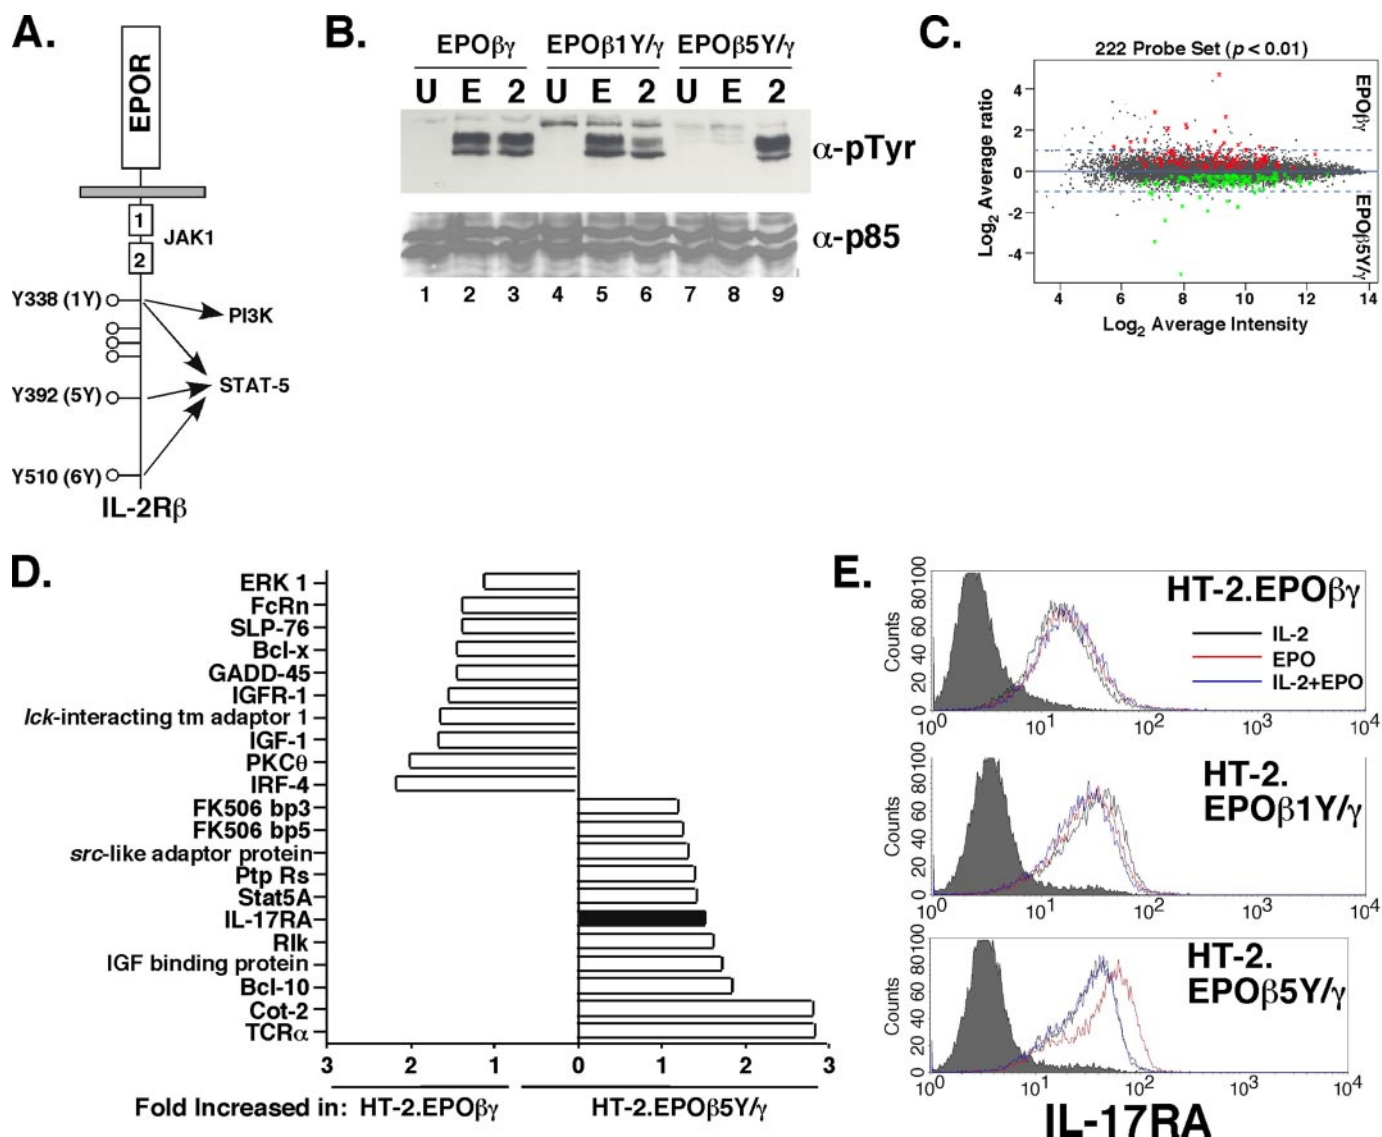 A.
EPOR
1
2
JAK1
Y338 (1Y)
PI3K
STAT-5
Y392 (5Y)
Y510 (6Y)
IL-2Rβ
B.
EPOβγ EPOβ1Y/γ EPOβ5Y/γ
U E 2 U E 2 U E 2
α-pTyr
α-p85
1 2 3 4 5 6 7 8 9
C.
222 Probe Set (p < 0.01)
Log2 Average ratio
4
2
0
-2
-4
EPOβγ
EPOβ5Y/γ
4 6 8 10 12 14
Log2 Average Intensity
D.
ERK 1
FcRn
SLP-76
Bcl-x
GADD-45
IGFR-1
lck-interacting tm adaptor 1
IGF-1
PKCθ
IRF-4
FK506 bp3
FK506 bp5
src-like adaptor protein
Ptp Rs
Stat5A
IL-17RA
Rlk
IGF binding protein
Bcl-10
Cot-2
TCRα
3 2 1 0 1 2 3
Fold Increased in: HT-2.EPOβγ HT-2.EPOβ5Y/γ
E.
HT-2.EPOβγ
IL-2
EPO
IL-2+EPO
Counts
0 20 40 60 80 100
10^0 10^1 10^2 10^3 10^4
HT-2.
EPOβ1Y/γ
Counts
0 20 40 60 80 100
10^0 10^1 10^2 10^3 10^4
HT-2.
EPOβ5Y/γ
Counts
0 20 40 60 80 100
10^0 10^1 10^2 10^3 10^4
IL-17RA